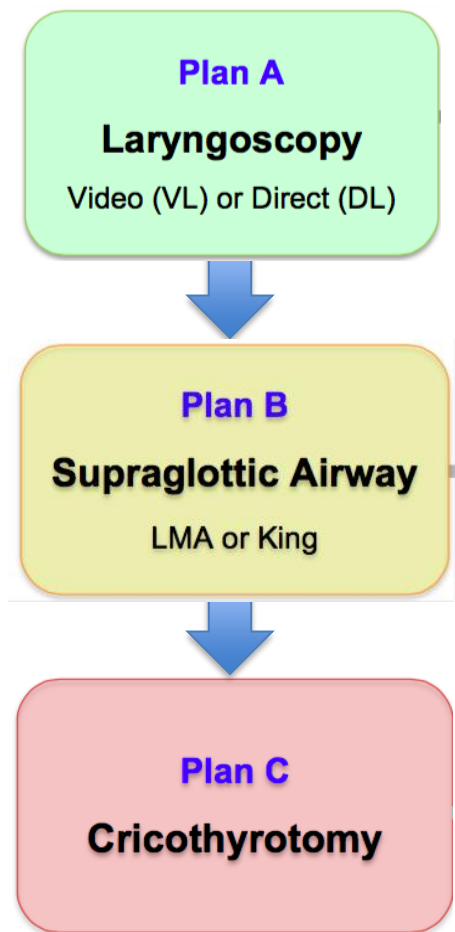 Plan A
Laryngoscopy
Video (VL) or Direct (DL)
Plan B
Supraglottic Airway
LMA or King
Plan C
Cricothyrotomy